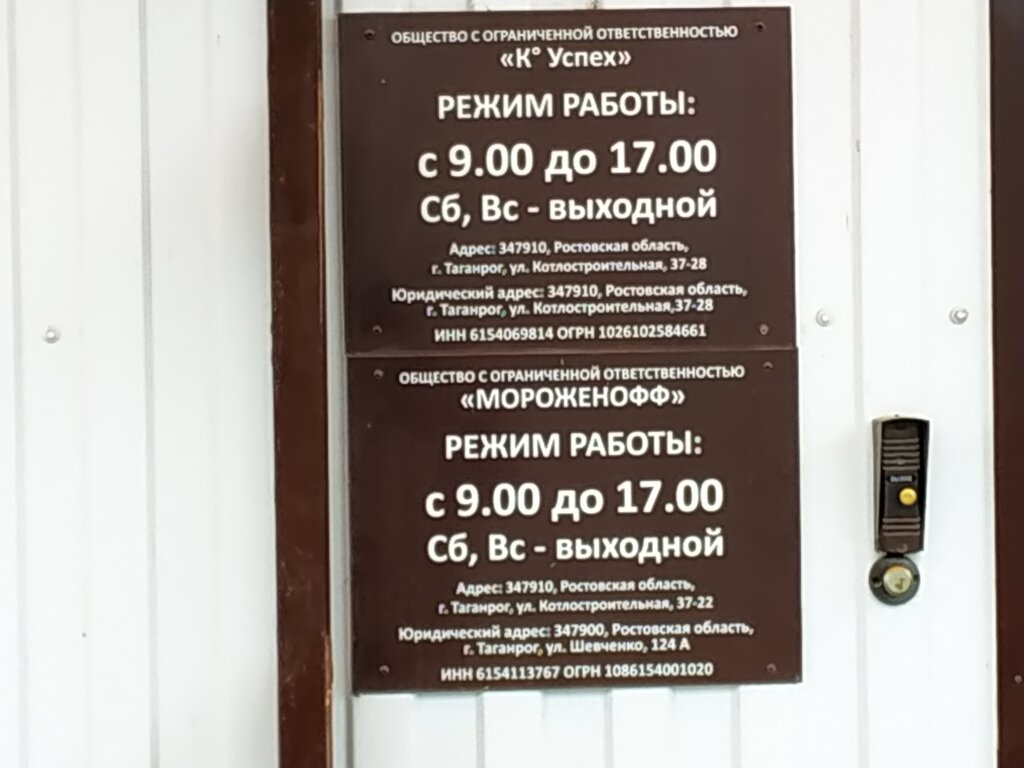 ОБЩЕСТВО С ОГРАНИЧЕННОЙ ОТВЕТСТВЕННОСТЬЮ
«К° Успех»
РЕЖИМ РАБОТЫ:
с 9.00 до 17.00
Сб, Вс - выходной
Адрес: 347910, Ростовская область,
г. Таганрог, ул. Котлостроительная, 37-28
Юридический адрес: 347910, Ростовская область,
г. Таганрог, ул. Котлостроительная,37-28
ИНН 6154069814 ОГРН 1026102584661
ОБЩЕСТВО С ОГРАНИЧЕННОЙ ОТВЕТСТВЕННОСТЬЮ
«МОРОЖЕНОФФ»
РЕЖИМ РАБОТЫ:
с 9.00 до 17.00
Сб, Вс - выходной
Адрес: 347910, Ростовская область,
г. Таганрог, ул. Котлостроительная, 37-22
Юридический адрес: 347900, Ростовская область,
г. Таганрог, ул. Шевченко, 124 А
ИНН 6154113767 ОГРН 1086154001020